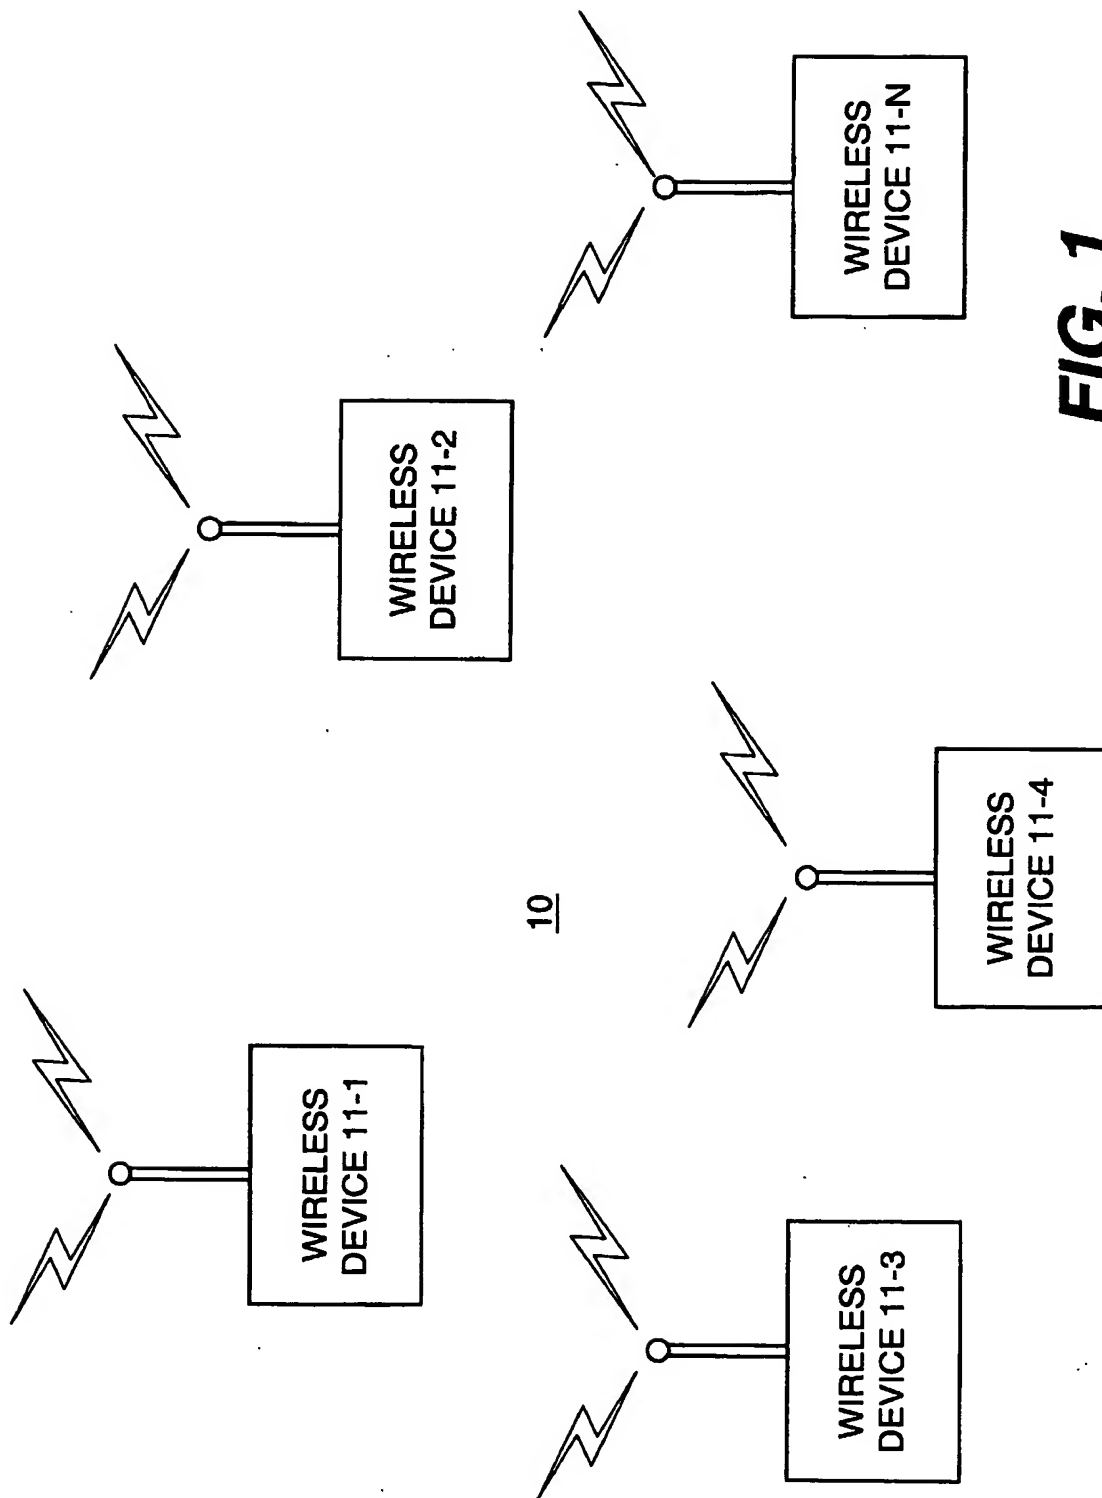 WIRELESS
DEVICE 11-1
WIRELESS
DEVICE 11-2
10
WIRELESS
DEVICE 11-3
WIRELESS
DEVICE 11-4
WIRELESS
DEVICE 11-N
FIG. 1